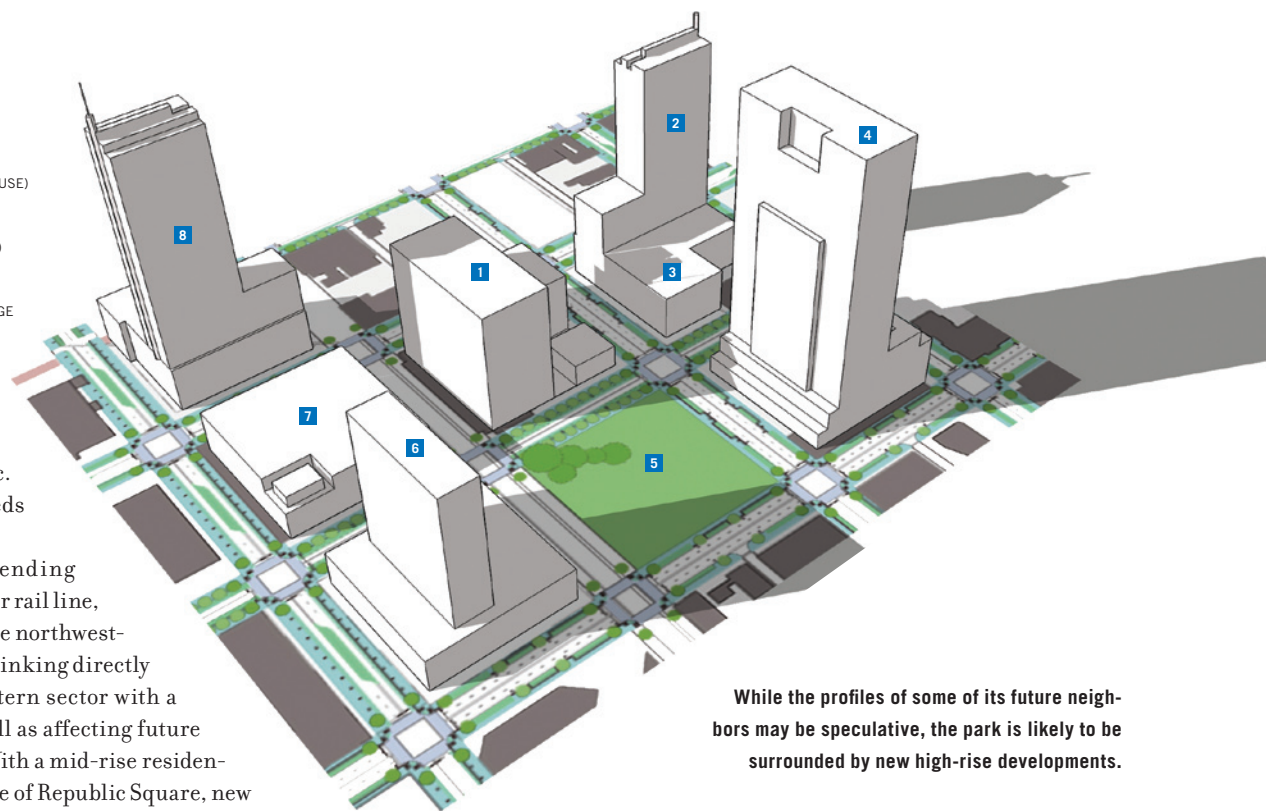 USE)
)
GE
c.
eds
ending
r rail line,
e northwest-
inking directly
tern sector with a
ll as affecting future
With a mid-rise residen-
e of Republic Square, new
8
2
4
1
3
7
6
5
While the profiles of some of its future neigh-
bors may be speculative, the park is likely to be
surrounded by new high-rise developments.